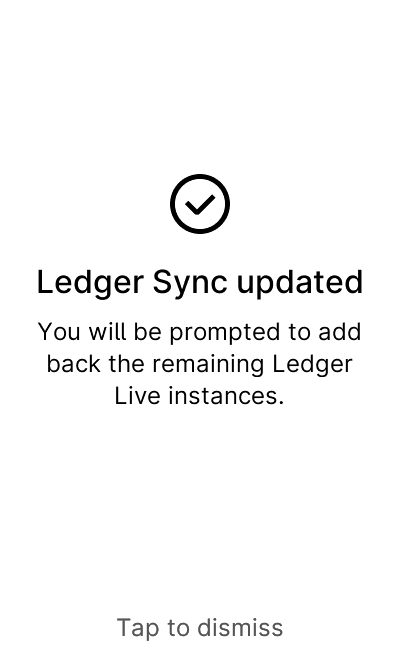 Ledger Sync updated
You will be prompted to add
back the remaining Ledger
Live instances.
Tap to dismiss